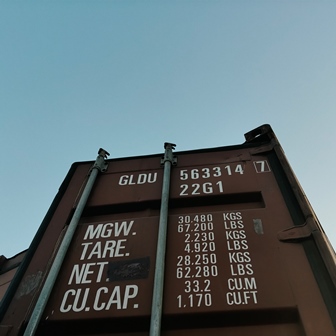 GLDU 563314 7
22G1
MGW. 30.480 KGS
67.200 LBS
TARE. 2.230 KGS
4.920 LBS
NET. 28.250 KGS
62.280 LBS
CU.CAP. 33.2 CU.M
1.170 CU.FT